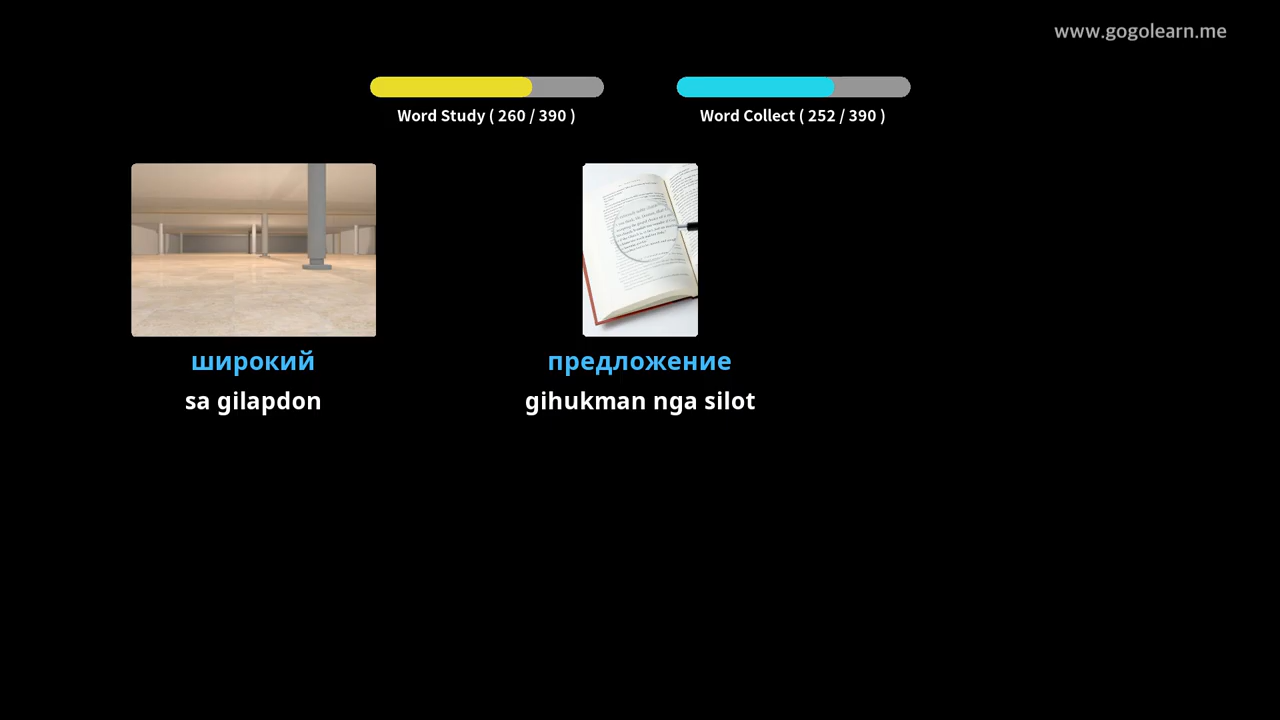 www.gogolearn.me
Word Study ( 260 / 390 )
Word Collect ( 252 / 390 )
широкий
sa gilapdon
предложение
gihukman nga silot